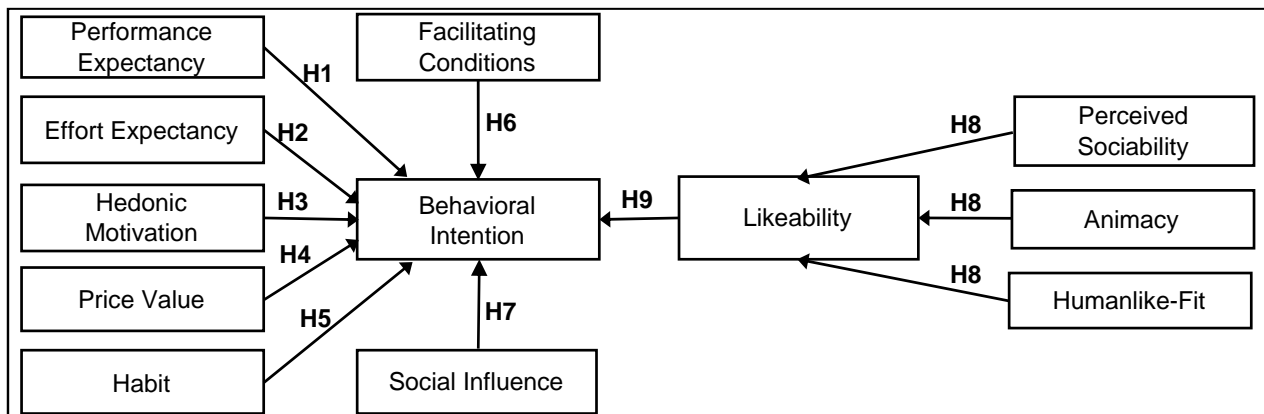 Performance
Expectancy
H1
Facilitating
Conditions
H6
Effort Expectancy
H2
Hedonic
Motivation
H3
Behavioral
Intention
H9
Likeability
H8
Perceived
Sociability
H8
Animacy
H8
Humanlike-Fit
Price Value
H4
H5
Habit
H7
Social Influence